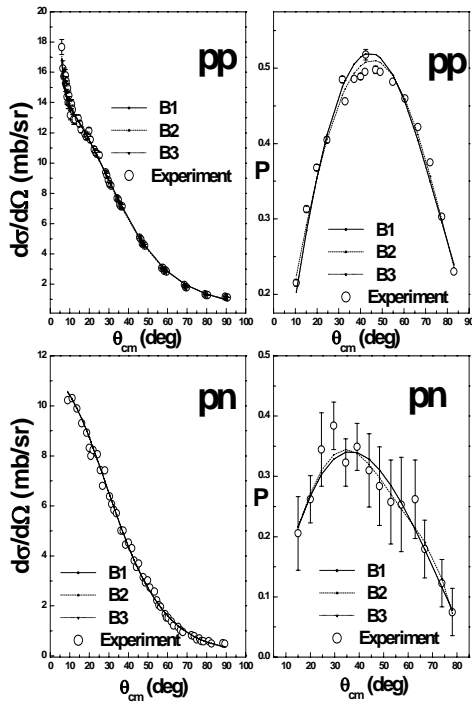 pp
dσ/dΩ (mb/sr)
20
18
16
14
12
10
8
6
4
2
0
B1
B2
B3
Experiment
0 10 20 30 40 50 60 70 80 90 100
θcm (deg)
pp
P
0.5
0.4
0.3
0.2
B1
B2
B3
Experiment
0 10 20 30 40 50 60 70 80 90
θcm (deg)
pn
dσ/dΩ (mb/sr)
12
10
8
6
4
2
0
B1
B2
B3
Experiment
0 10 20 30 40 50 60 70 80 90 100
θcm (deg)
pn
P
0.5
0.4
0.3
0.2
0.1
0.0
B1
B2
B3
Experiment
0 10 20 30 40 50 60 70 80
θcm (deg)